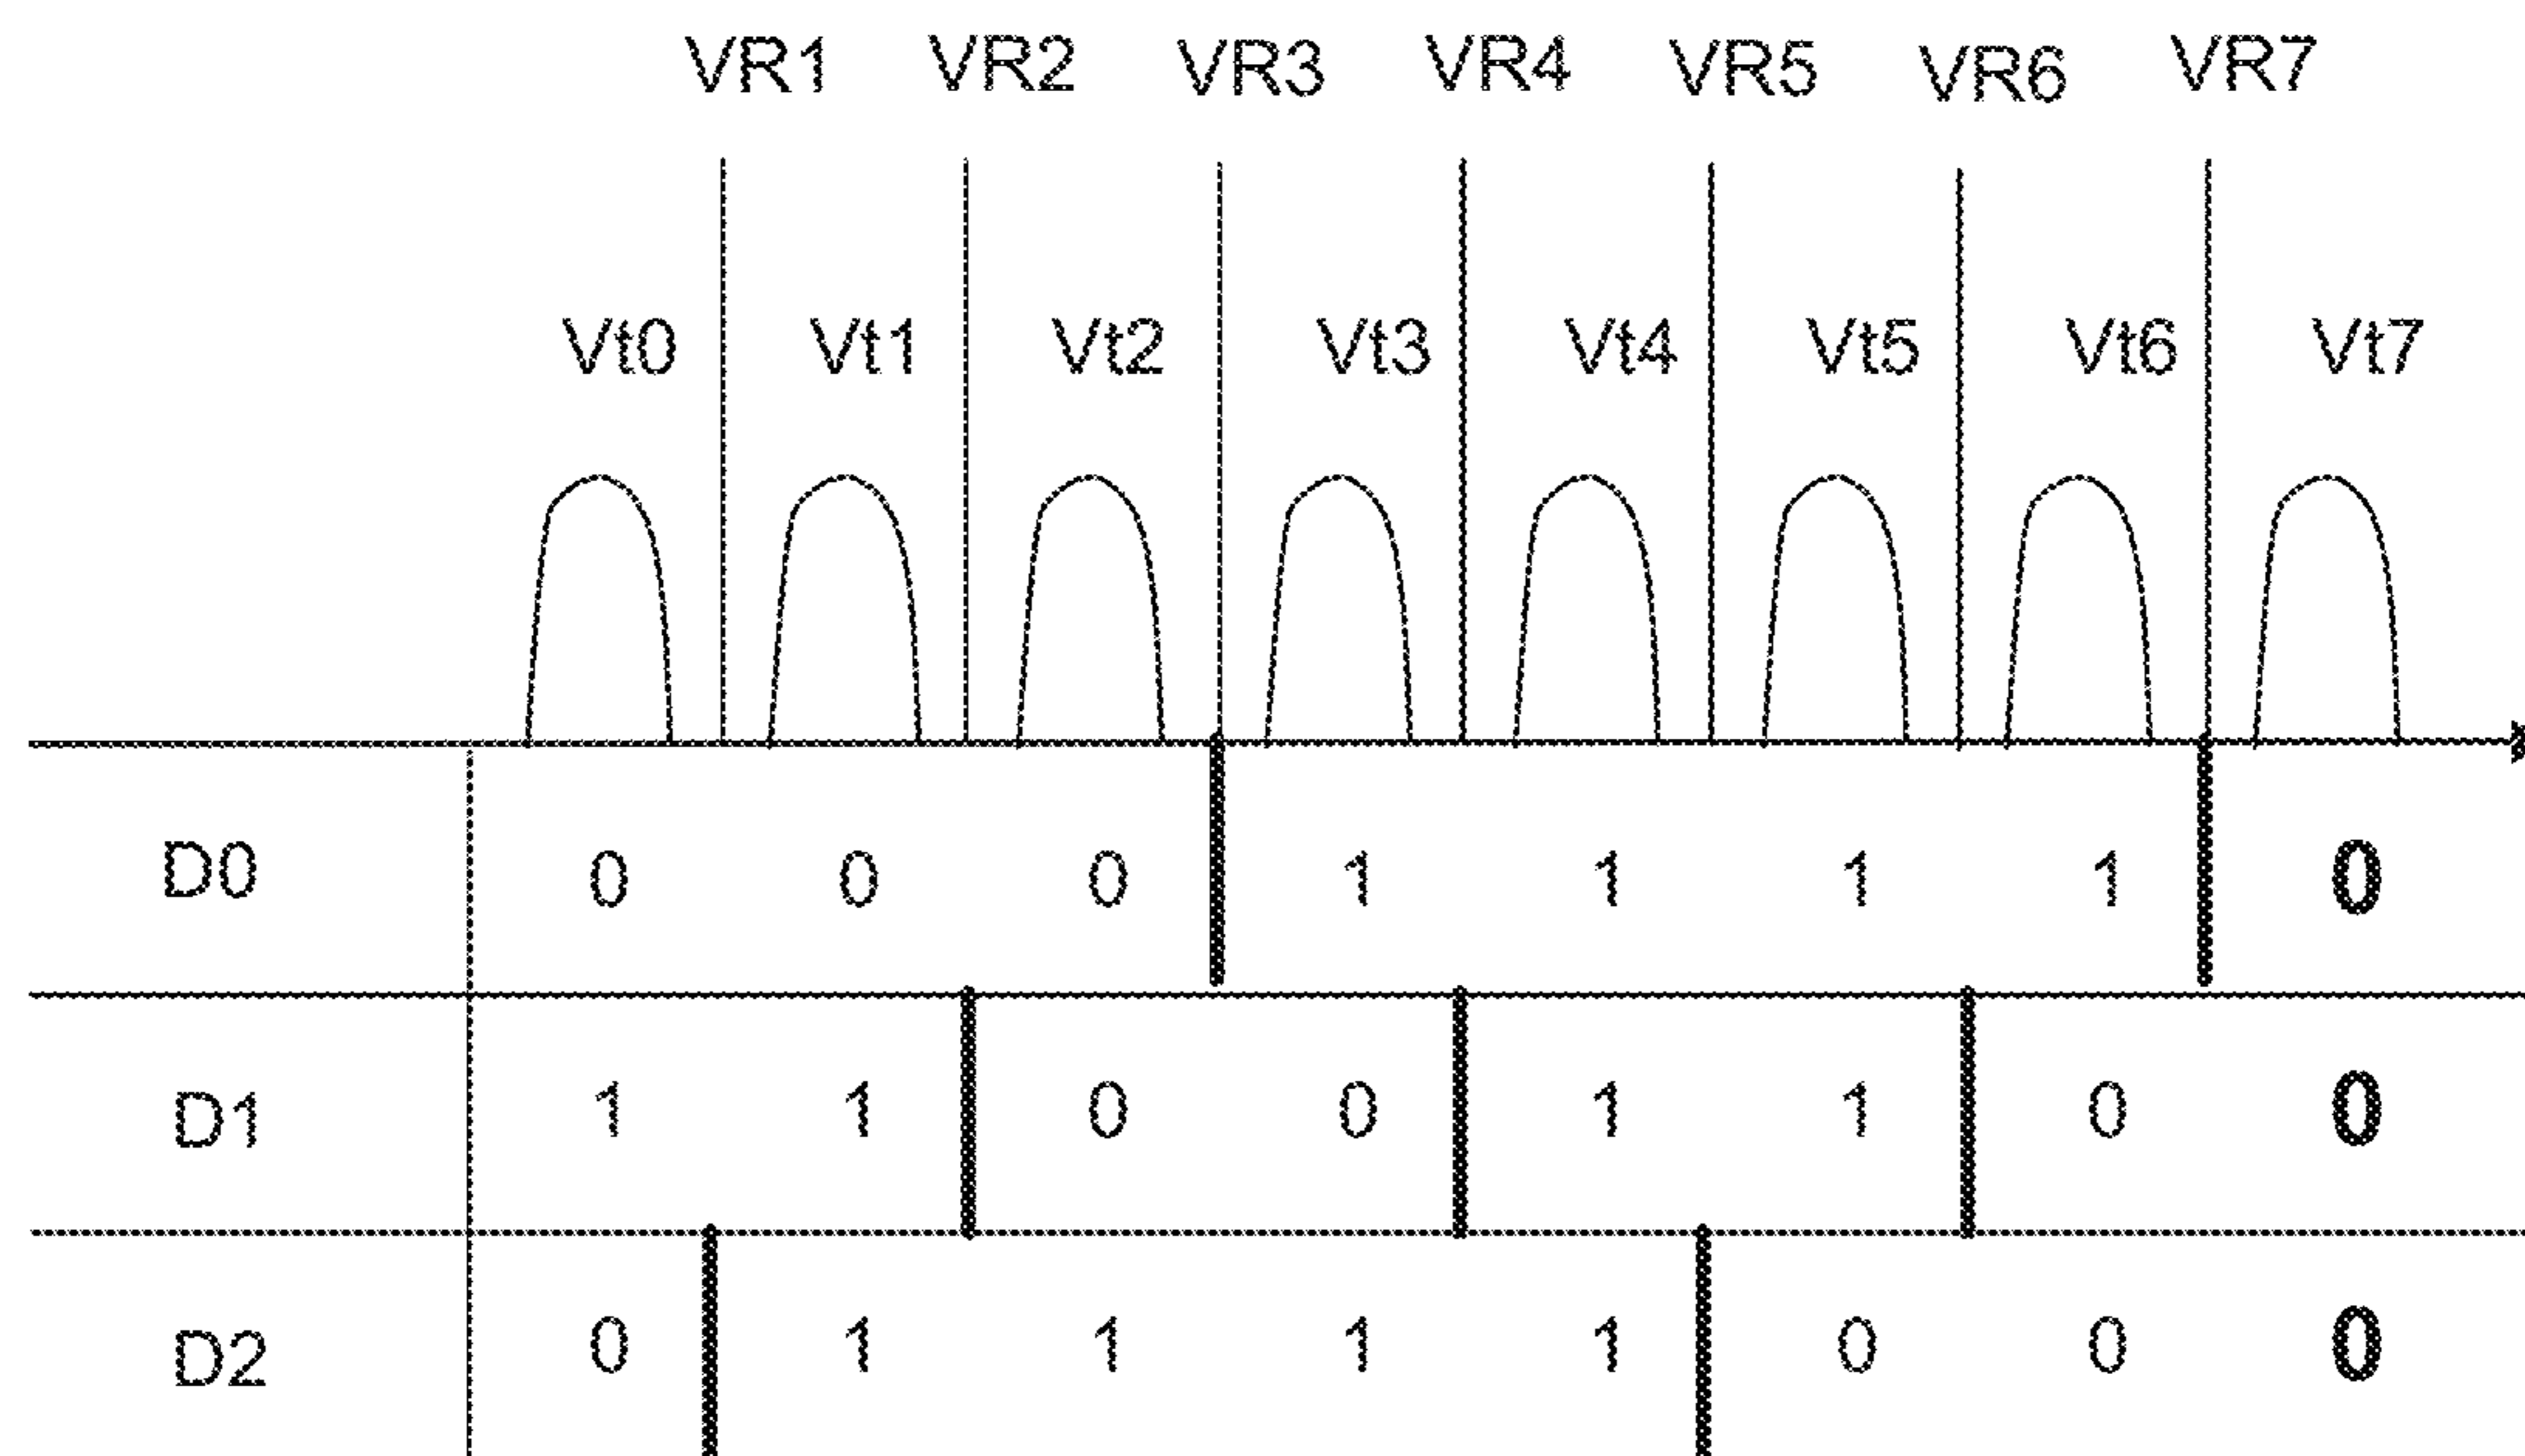 VR1 VR2 VR3 VR4 VR5 VR6 VR7
Vt0 Vt1 Vt2 Vt3 Vt4 Vt5 Vt6 Vt7
D0 0 0 0 1 1 1 1 0
D1 1 1 0 0 1 1 0 0
D2 0 1 1 1 1 0 0 0